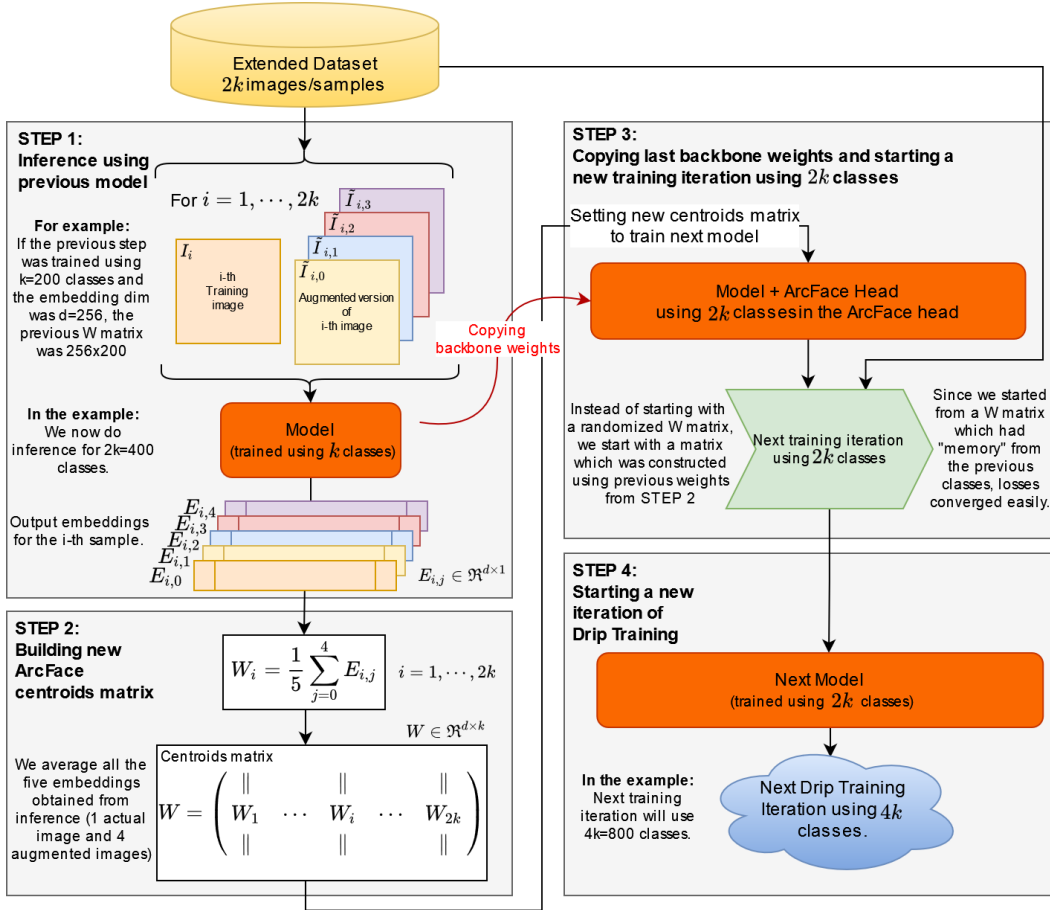 Extended Dataset
2k images/samples
STEP 1:
Inference using
previous model
For i = 1, ⋯, 2k
For example:
If the previous step
was trained using
k=200 classes and
the embedding dim
was d=256, the
previous W matrix
was 256x200
I_i
i-th
Training
image
Ĩ_{i,3}
Ĩ_{i,2}
Ĩ_{i,1}
Ĩ_{i,0}
Augmented version
of
i-th image
Copying
backbone weights
In the example:
We now do
inference for 2k=400
classes.
Model
(trained using k classes)
Output embeddings
for the i-th sample.
E_{i,4}
E_{i,3}
E_{i,2}
E_{i,1}
E_{i,0}
E_{i,j} ∈ ℜ^{d×1}
STEP 2:
Building new
ArcFace
centroids matrix
W_i = \frac{1}{5} \sum_{j=0}^{4} E_{i,j}
i = 1, ⋯, 2k
W ∈ ℜ^{d×k}
We average all the
five embeddings
obtained from
inference (1 actual
image and 4
augmented images)
Centroids matrix
‖ ‖ ‖
W = ( W_1 ⋯ W_i ⋯ W_{2k} )
‖ ‖ ‖
STEP 3:
Copying last backbone weights and starting a
new training iteration using 2k classes
Setting new centroids matrix
to train next model
Model + ArcFace Head
using 2k classes in the ArcFace head
Instead of starting with
a randomized W matrix,
we start with a matrix
which was constructed
using previous weights
from STEP 2
Next training iteration
using 2k classes
Since we started
from a W matrix
which had
"memory" from
the previous
classes, losses
converged easily.
STEP 4:
Starting a new
iteration of
Drip Training
Next Model
(trained using 2k classes)
In the example:
Next training
iteration will use
4k=800 classes.
Next Drip Training
Iteration using 4k
classes.